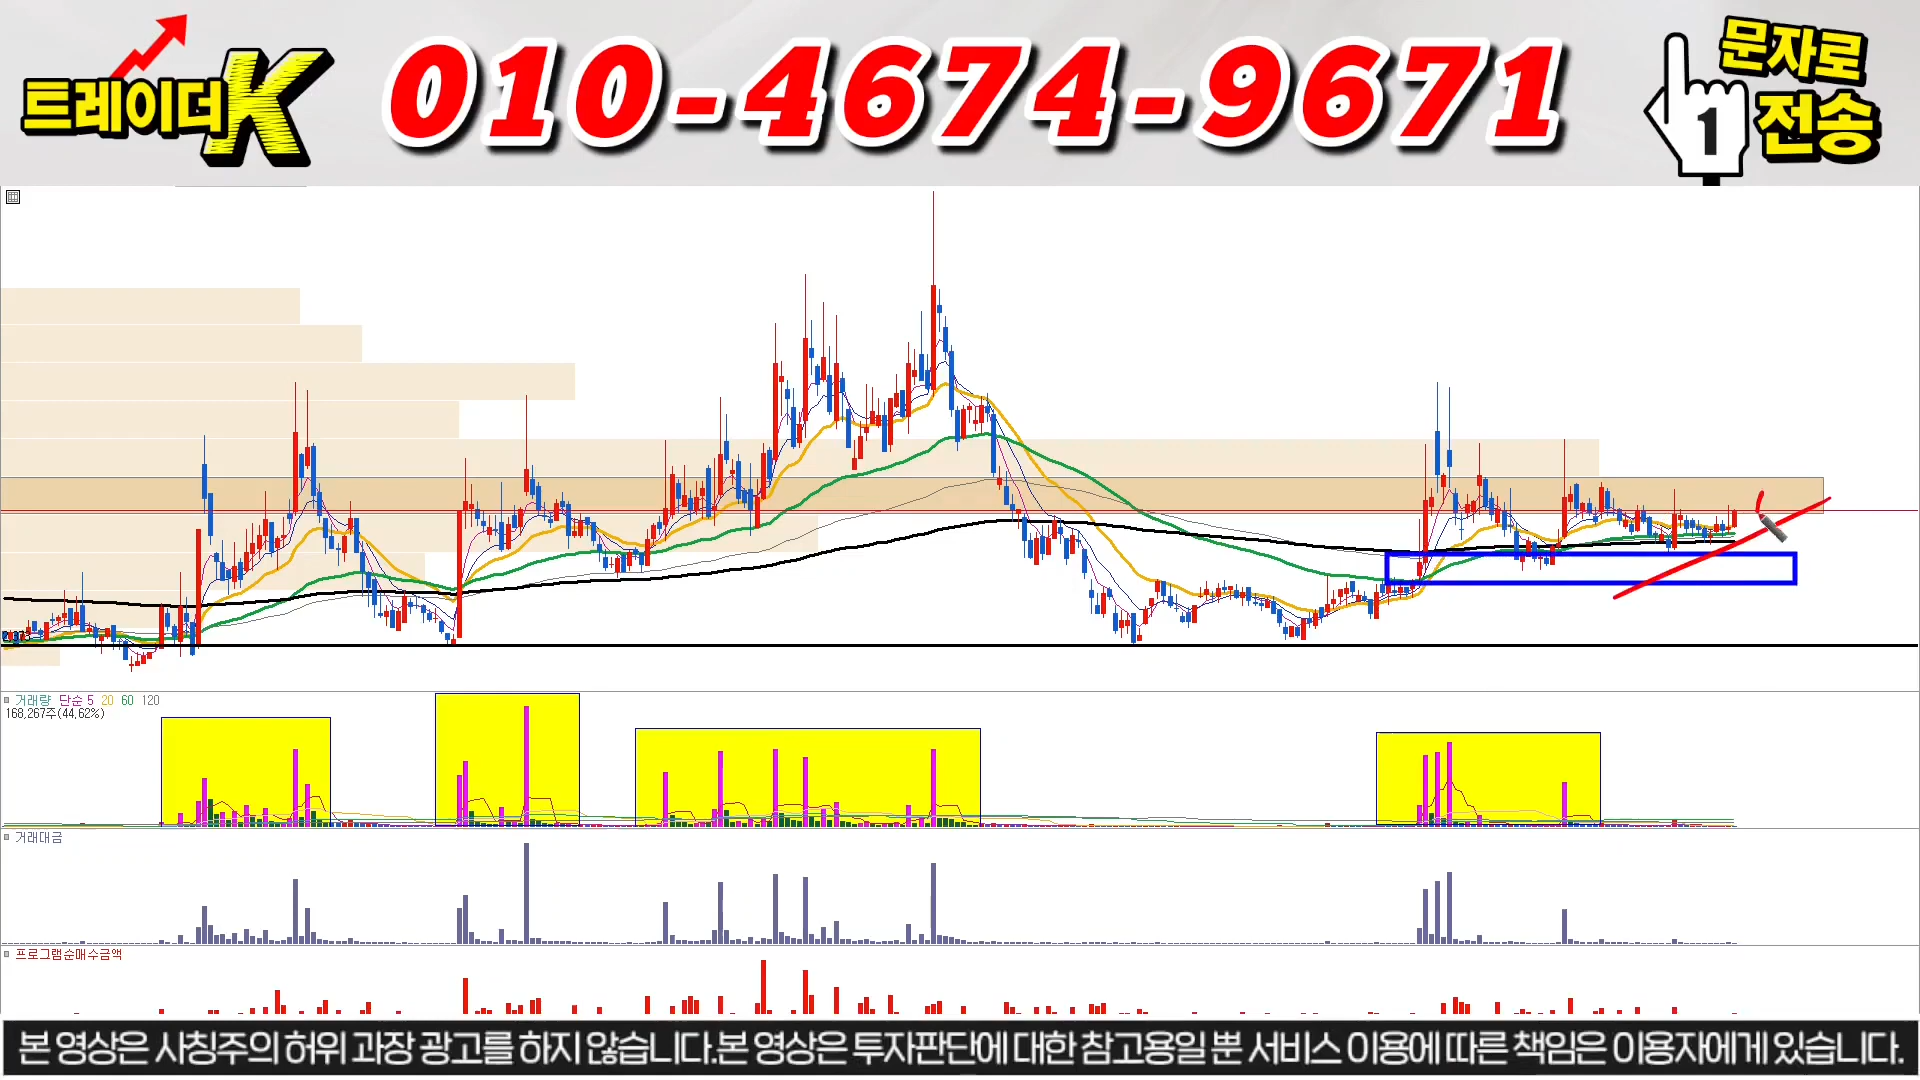 트레이더K
010-4674-9671
문자로
1 전송
거래량 단순 5 20 60 120
168,267주(44,62%)
거래대금
프로그램순매수금액
본 영상은 사칭주의 허위 과장 광고를 하지 않습니다.본 영상은 투자판단에 대한 참고용일 뿐 서비스 이용에 따른 책임은 이용자에게 있습니다.